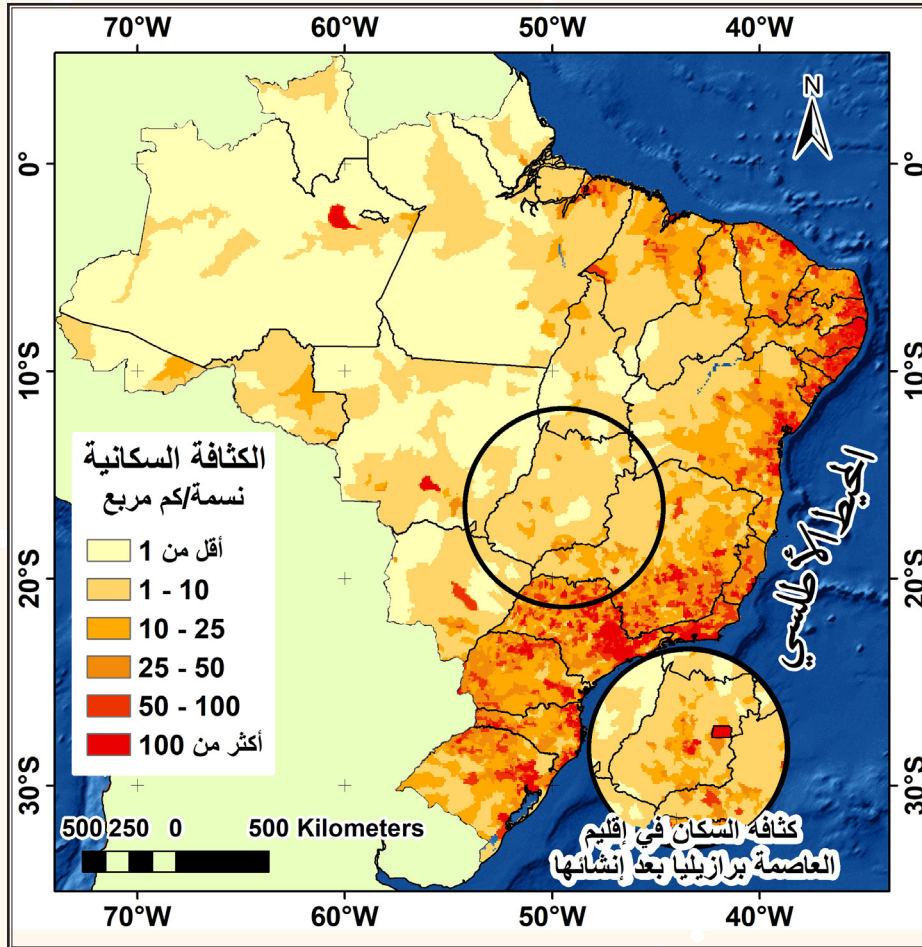 70°W 60°W 50°W 40°W
N
0°
10°S
20°S
30°S
0°
10°S
20°S
30°S
الكثافة السكانية
نسمة/كم مربع
أقل من 1
1 - 10
10 - 25
25 - 50
50 - 100
أكثر من 100
المحيط الأطلسي
500 250 0 500 Kilometers
كثافة السكان في إقليم
العاصمة برازيليا بعد إنشائها
70°W 60°W 50°W 40°W